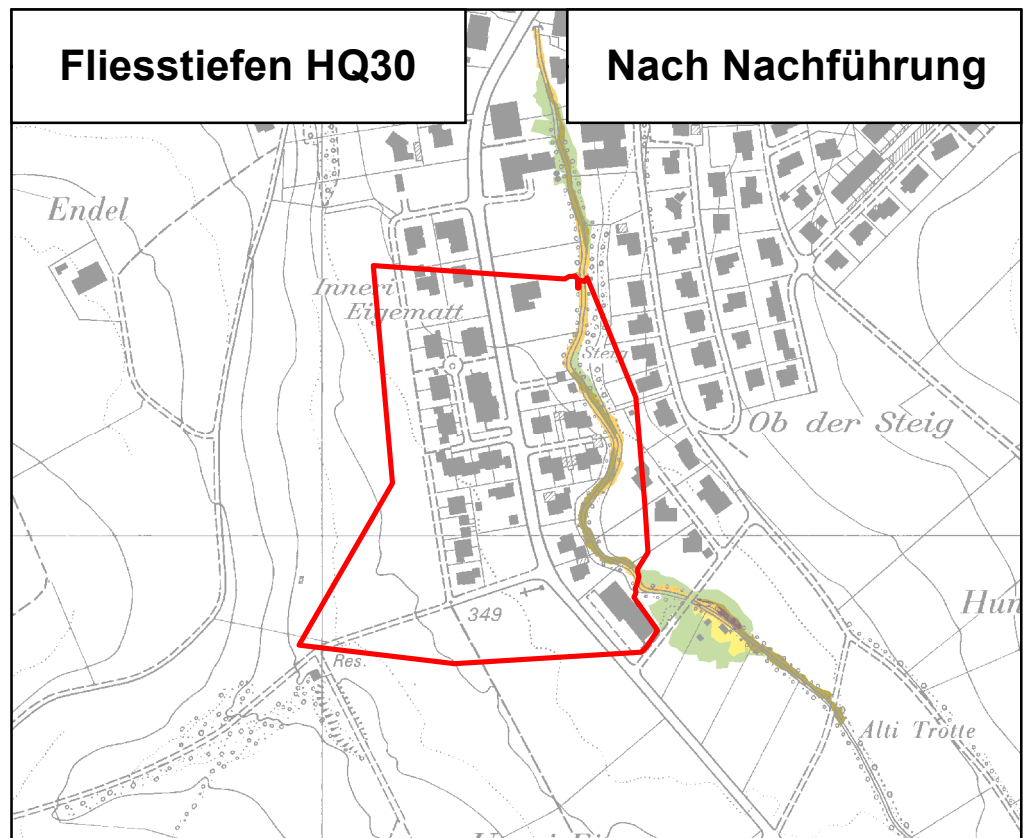 Fliesstiefen HQ30
Nach Nachführung
Endel
Inneri
Eigematt
Steig
Ob der Steig
349
Hun
Res.
Alti Trotte